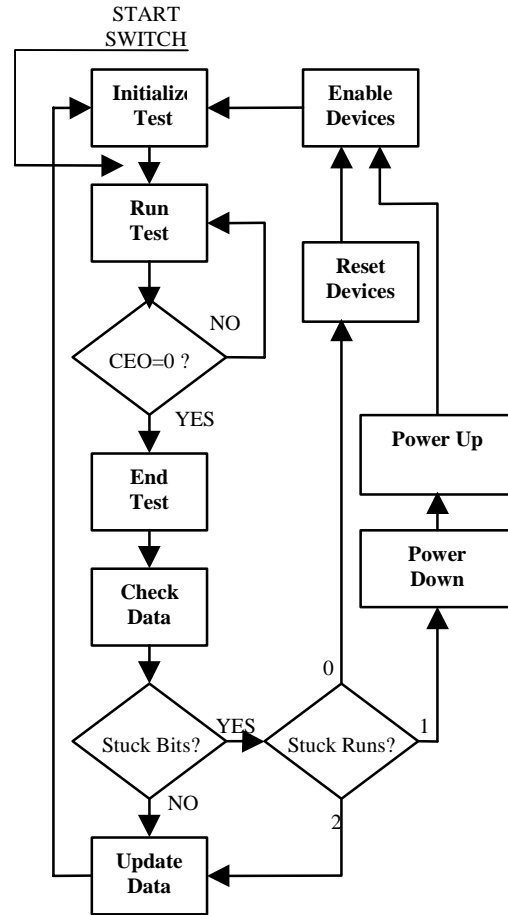 START
SWITCH
Initialize
Test
Enable
Devices
Run
Test
Reset
Devices
NO
CEO=0 ?
YES
Power Up
End
Test
Power
Down
Check
Data
0
YES
1
Stuck Bits?
Stuck Runs?
NO
2
Update
Data